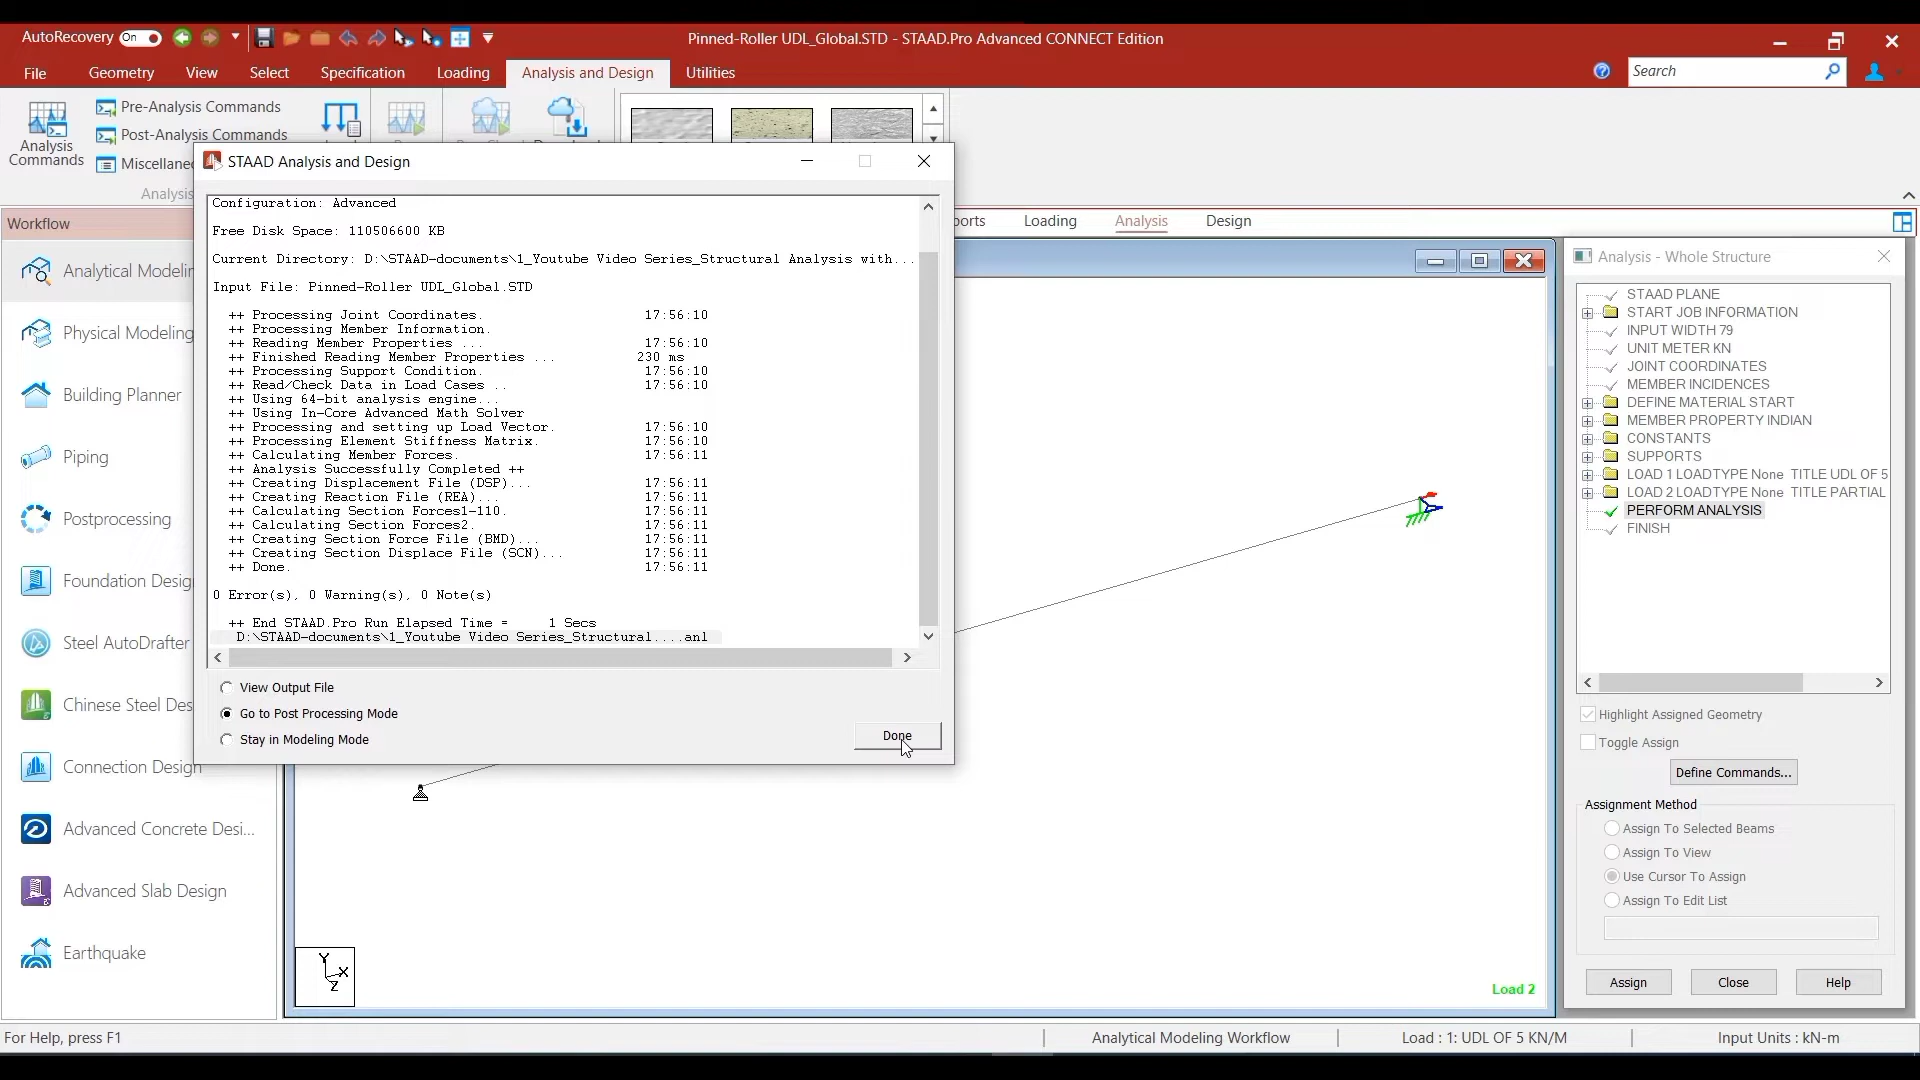 AutoRecovery On
Pinned-Roller UDL_Global.STD - STAAD.Pro Advanced CONNECT Edition
File Geometry View Select Specification Loading Analysis and Design Utilities
Search
Analysis Commands
Pre-Analysis Commands
Post-Analysis Commands
Analysis
STAAD Analysis and Design
Configuration: Advanced
Free Disk Space: 110506600 KB
Current Directory: D:\STAAD-documents\1_Youtube Video Series_Structural Analysis with...
Input File: Pinned-Roller UDL_Global.STD
++ Processing Joint Coordinates. 17:56:10
++ Processing Member Information.
++ Reading Member Properties ... 17:56:10
++ Finished Reading Member Properties ... 230 ms
++ Processing Support Condition. 17:56:10
++ Read/Check Data in Load Cases .. 17:56:10
++ Using 64-bit analysis engine...
++ Using In-Core Advanced Math Solver
++ Processing and setting up Load Vector. 17:56:10
++ Processing Element Stiffness Matrix. 17:56:10
++ Calculating Member Forces. 17:56:11
++ Analysis Successfully Completed ++
++ Creating Displacement File (DSP)... 17:56:11
++ Creating Reaction File (REA)... 17:56:11
++ Calculating Section Forces1-110. 17:56:11
++ Calculating Section Forces2. 17:56:11
++ Creating Section Force File (BMD)... 17:56:11
++ Creating Section Displace File (SCN)... 17:56:11
++ Done. 17:56:11
0 Error(s), 0 Warning(s), 0 Note(s)
++ End STAAD.Pro Run Elapsed Time = 1 Secs
D:\STAAD-documents\1_Youtube Video Series_Structural....anl
View Output File
Go to Post Processing Mode
Stay in Modeling Mode
Done
Workflow
Analytical Modelin
Physical Modeling
Building Planner
Piping
Postprocessing
Foundation Desig
Steel AutoDrafter
Chinese Steel Des
Connection Design
Advanced Concrete Desi...
Advanced Slab Design
Earthquake
Loading Analysis Design
Y X Z
Load 2
Analysis - Whole Structure
STAAD PLANE
START JOB INFORMATION
INPUT WIDTH 79
UNIT METER KN
JOINT COORDINATES
MEMBER INCIDENCES
DEFINE MATERIAL START
MEMBER PROPERTY INDIAN
CONSTANTS
SUPPORTS
LOAD 1 LOADTYPE None TITLE UDL OF 5
LOAD 2 LOADTYPE None TITLE PARTIAL
PERFORM ANALYSIS
FINISH
Highlight Assigned Geometry
Toggle Assign
Define Commands...
Assignment Method
Assign To Selected Beams
Assign To View
Use Cursor To Assign
Assign To Edit List
Assign Close Help
For Help, press F1
Analytical Modeling Workflow
Load : 1: UDL OF 5 KN/M
Input Units : kN-m